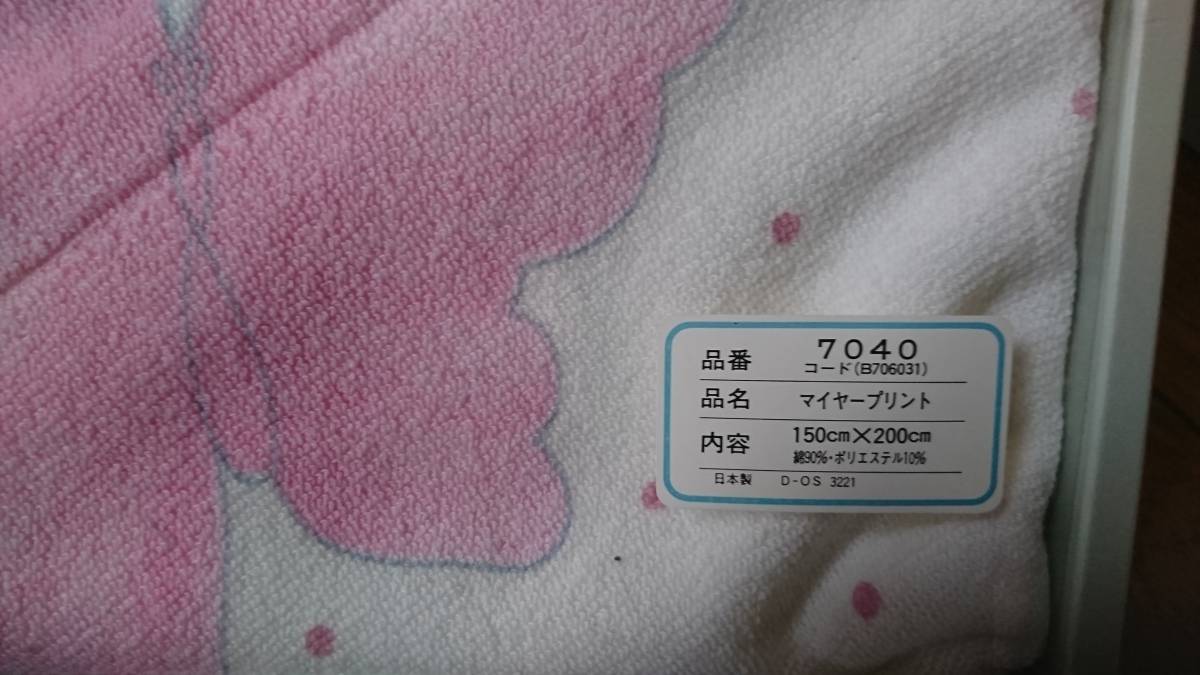 品番 7040
コード(B706031)
品名 マイヤープリント
内容 150cm×200cm
綿90%・ポリエステル10%
日本製 D-OS 3221